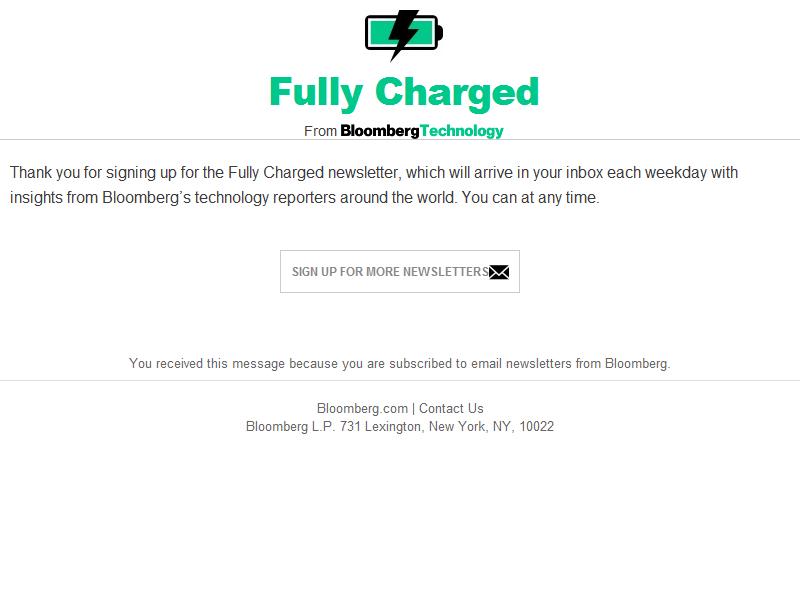 Fully Charged
From BloombergTechnology
Thank you for signing up for the Fully Charged newsletter, which will arrive in your inbox each weekday with
insights from Bloomberg’s technology reporters around the world. You can at any time.
SIGN UP FOR MORE NEWSLETTERS
You received this message because you are subscribed to email newsletters from Bloomberg.
Bloomberg.com | Contact Us
Bloomberg L.P. 731 Lexington, New York, NY, 10022